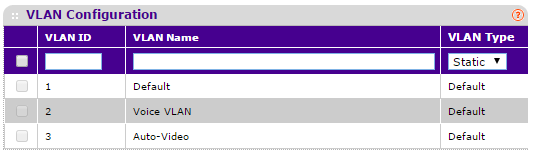 VLAN Configuration ?
VLAN ID VLAN Name VLAN Type
Static
1 Default Default
2 Voice VLAN Default
3 Auto-Video Default